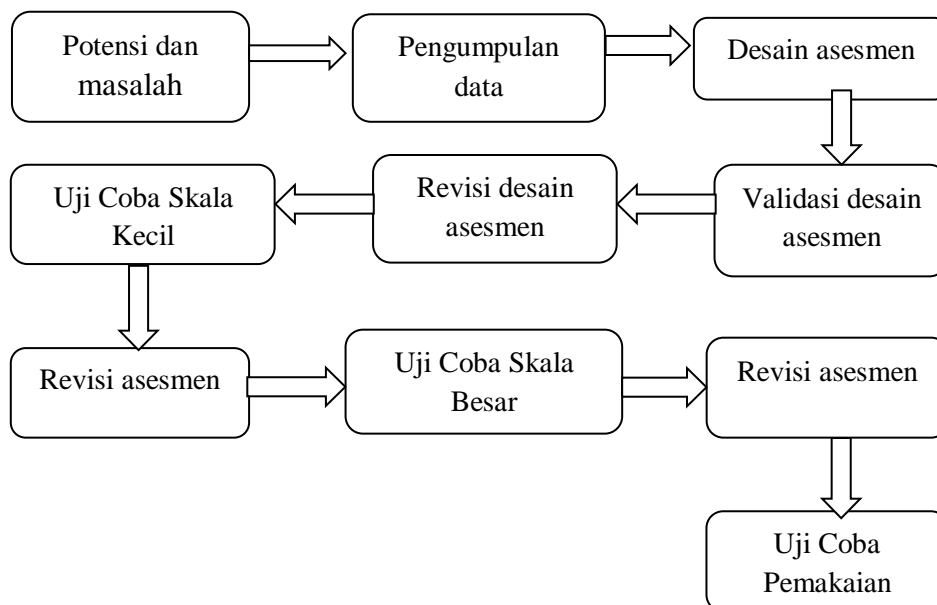 Potensi dan
masalah
Pengumpulan
data
Desain asesmen
Validasi desain
asesmen
Revisi desain
asesmen
Uji Coba Skala
Kecil
Revisi asesmen
Uji Coba Skala
Besar
Revisi asesmen
Uji Coba
Pemakaian